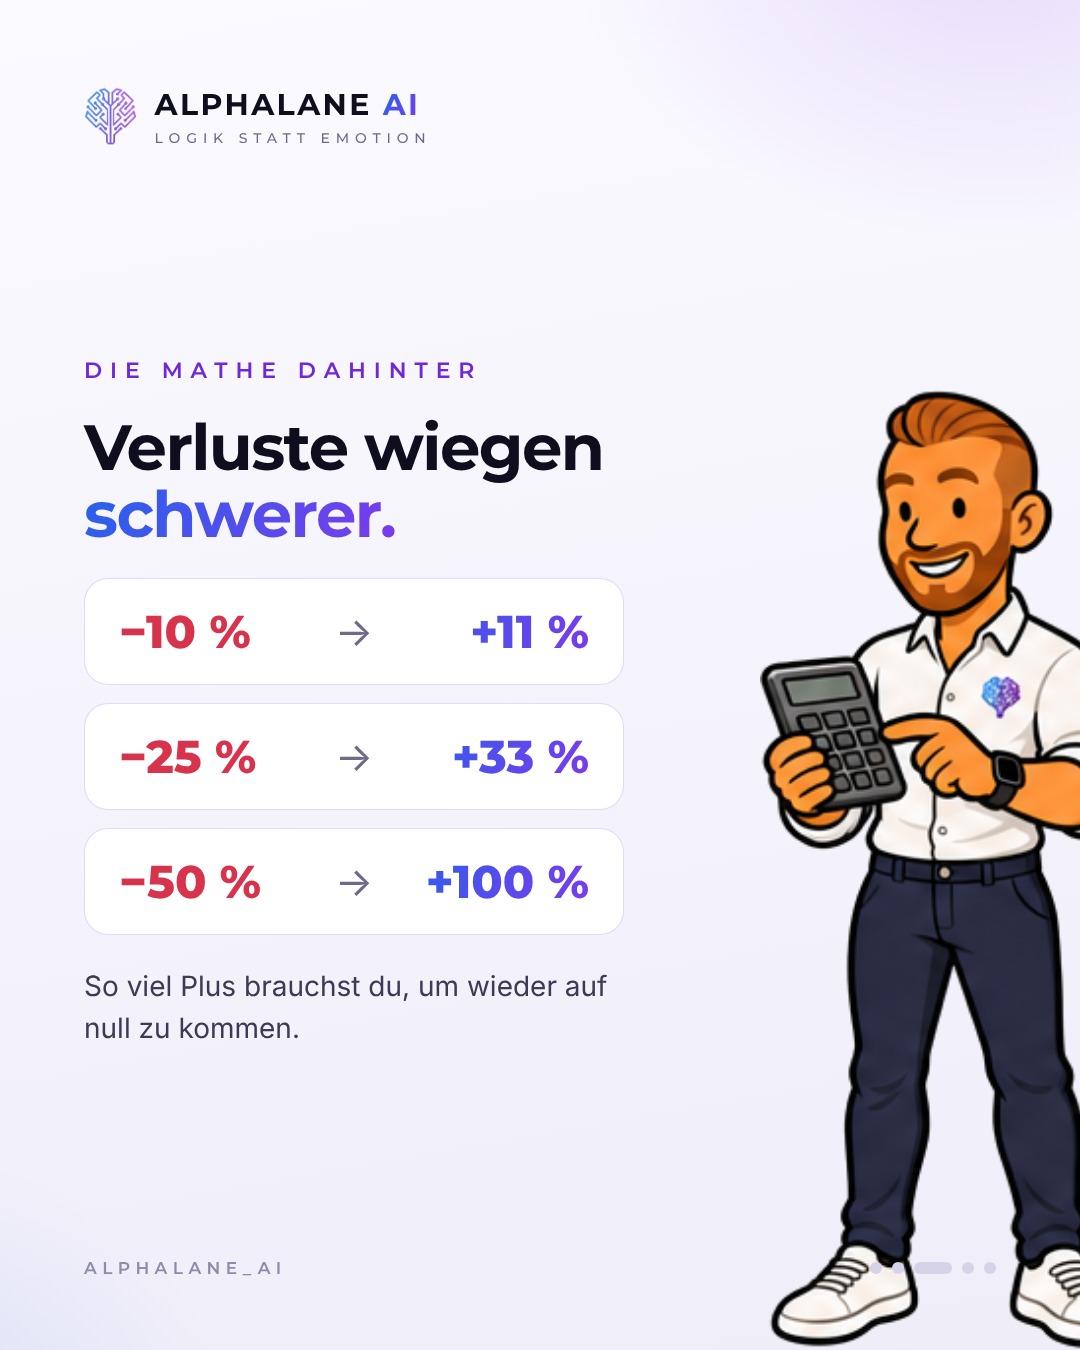 ALPHALANE AI
LOGIK STATT EMOTION
DIE MATHE DAHINTER
Verluste wiegen
schwerer.
−10 % → +11 %
−25 % → +33 %
−50 % → +100 %
So viel Plus brauchst du, um wieder auf
null zu kommen.
ALPHALANE_AI